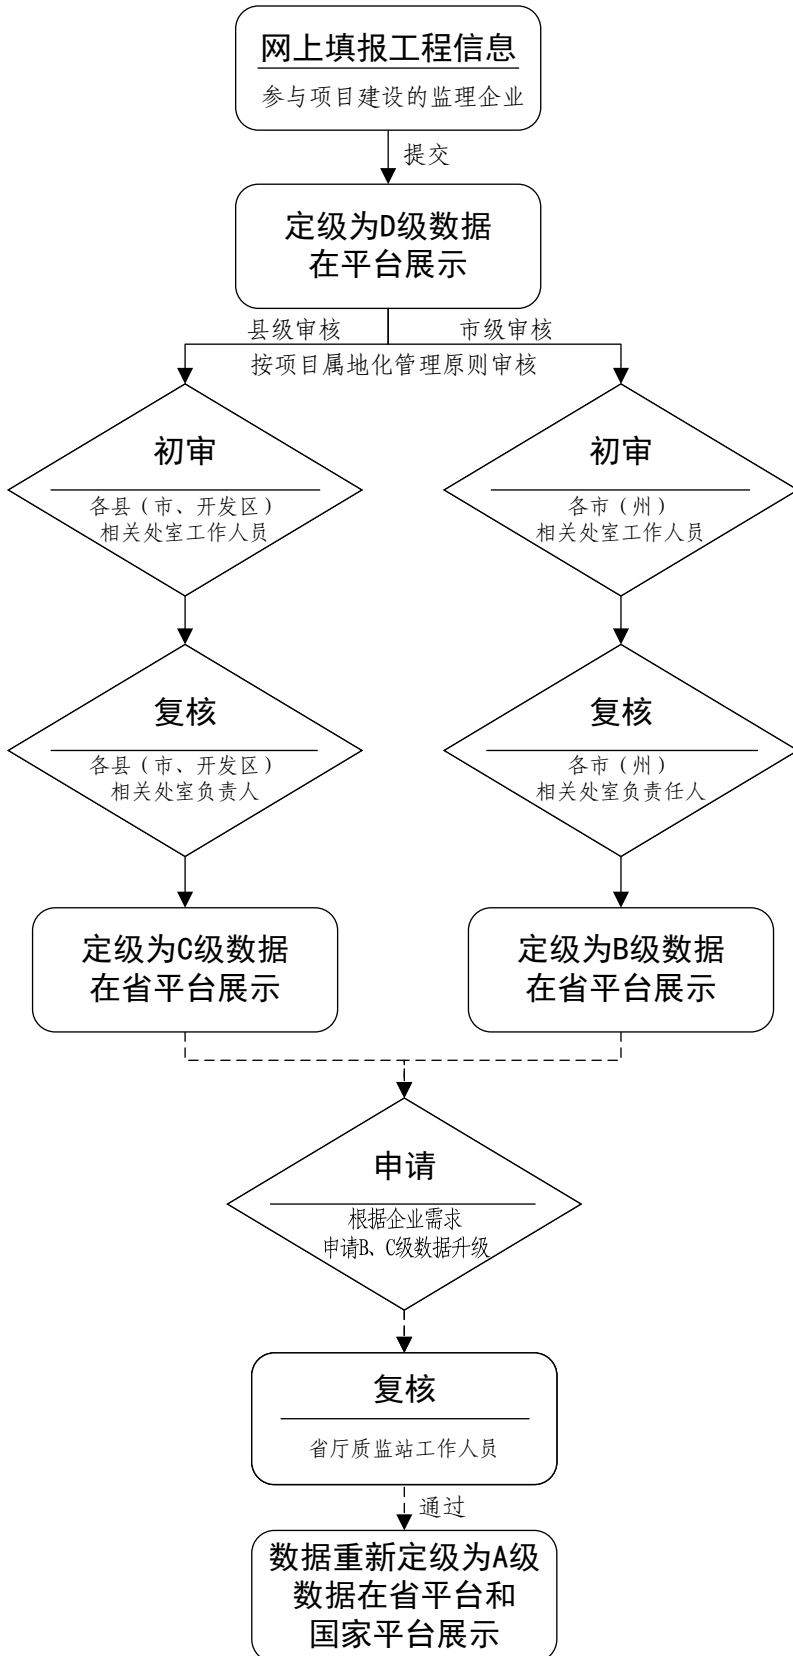 网上填报工程信息
参与项目建设的监理企业
提交
定级为D级数据
在平台展示
县级审核
市级审核
按项目属地化管理原则审核
初审
各县（市、开发区）
相关处室工作人员
初审
各市（州）
相关处室工作人员
复核
各县（市、开发区）
相关处室负责人
复核
各市（州）
相关处室负责任人
定级为C级数据
在省平台展示
定级为B级数据
在省平台展示
申请
根据企业需求
申请B、C级数据升级
复核
省厅质监站工作人员
通过
数据重新定级为A级
数据在省平台和
国家平台展示